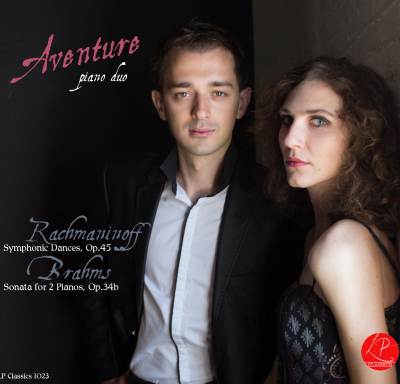 Aventure
piano duo
Rachmaninoff
Symphonic Dances, Op.45
Brahms
Sonata for 2 Pianos, Op.34b
LP Classics 1023
LP
CLASSICS